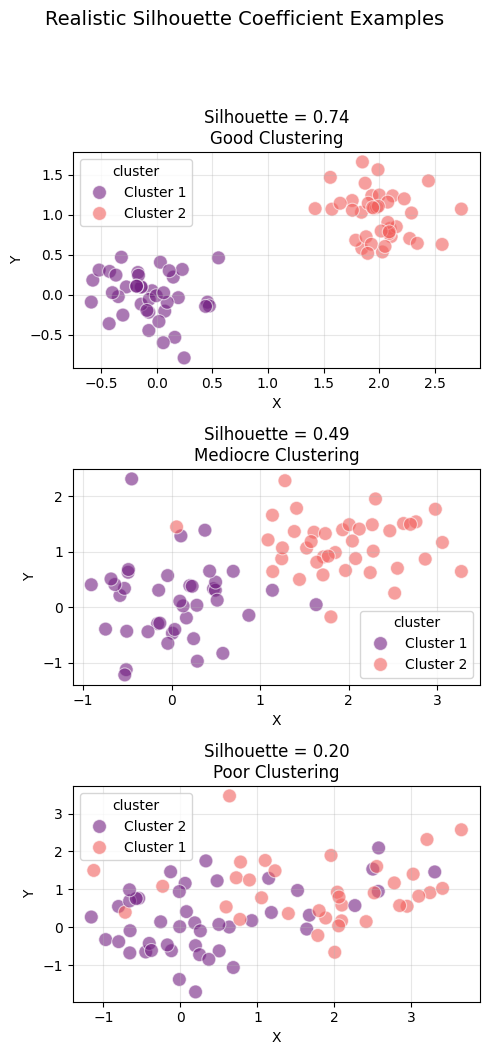 Realistic Silhouette Coefficient Examples
Silhouette = 0.74
Good Clustering
cluster
Cluster 1
Cluster 2
1.5
1.0
0.5
0.0
−0.5
Y
−0.5 0.0 0.5 1.0 1.5 2.0 2.5
X
Silhouette = 0.49
Mediocre Clustering
2
1
0
−1
Y
cluster
Cluster 1
Cluster 2
−1 0 1 2 3
X
Silhouette = 0.20
Poor Clustering
cluster
Cluster 2
Cluster 1
3
2
1
0
−1
Y
−1 0 1 2 3
X